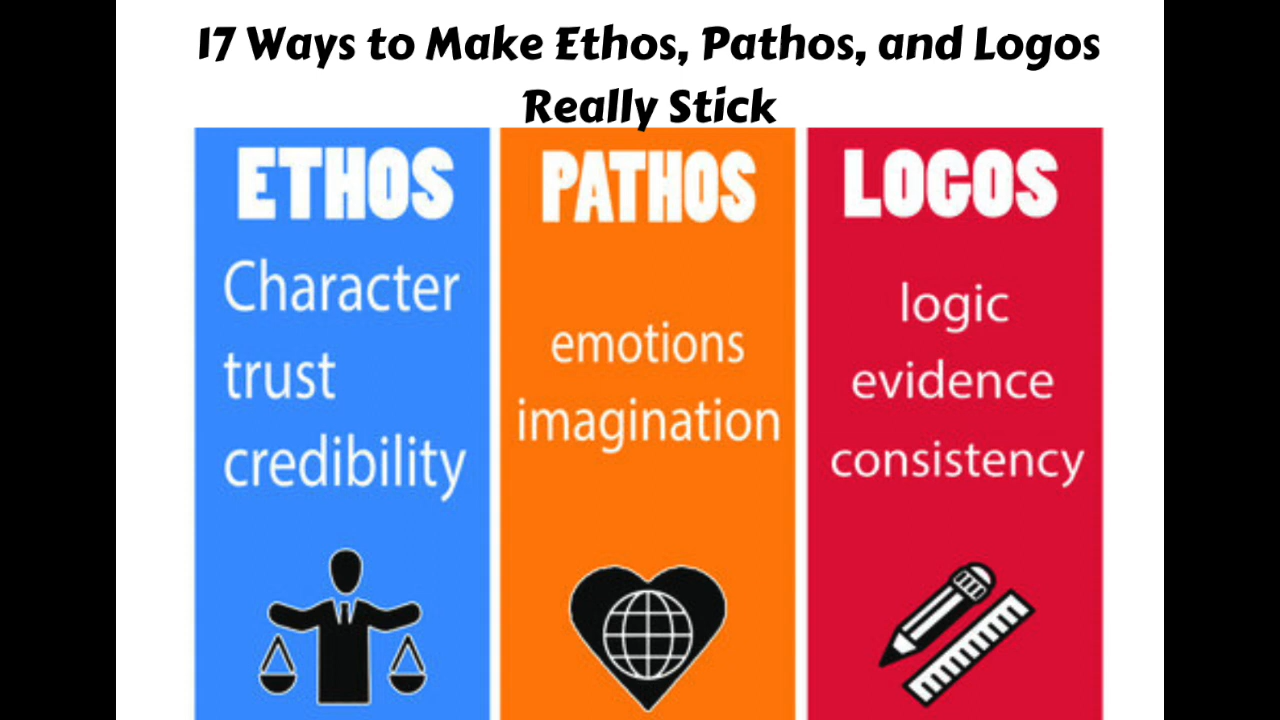 17 Ways to Make Ethos, Pathos, and Logos
Really Stick
ETHOS
Character
trust
credibility
PATHOS
emotions
imagination
LOGOS
logic
evidence
consistency